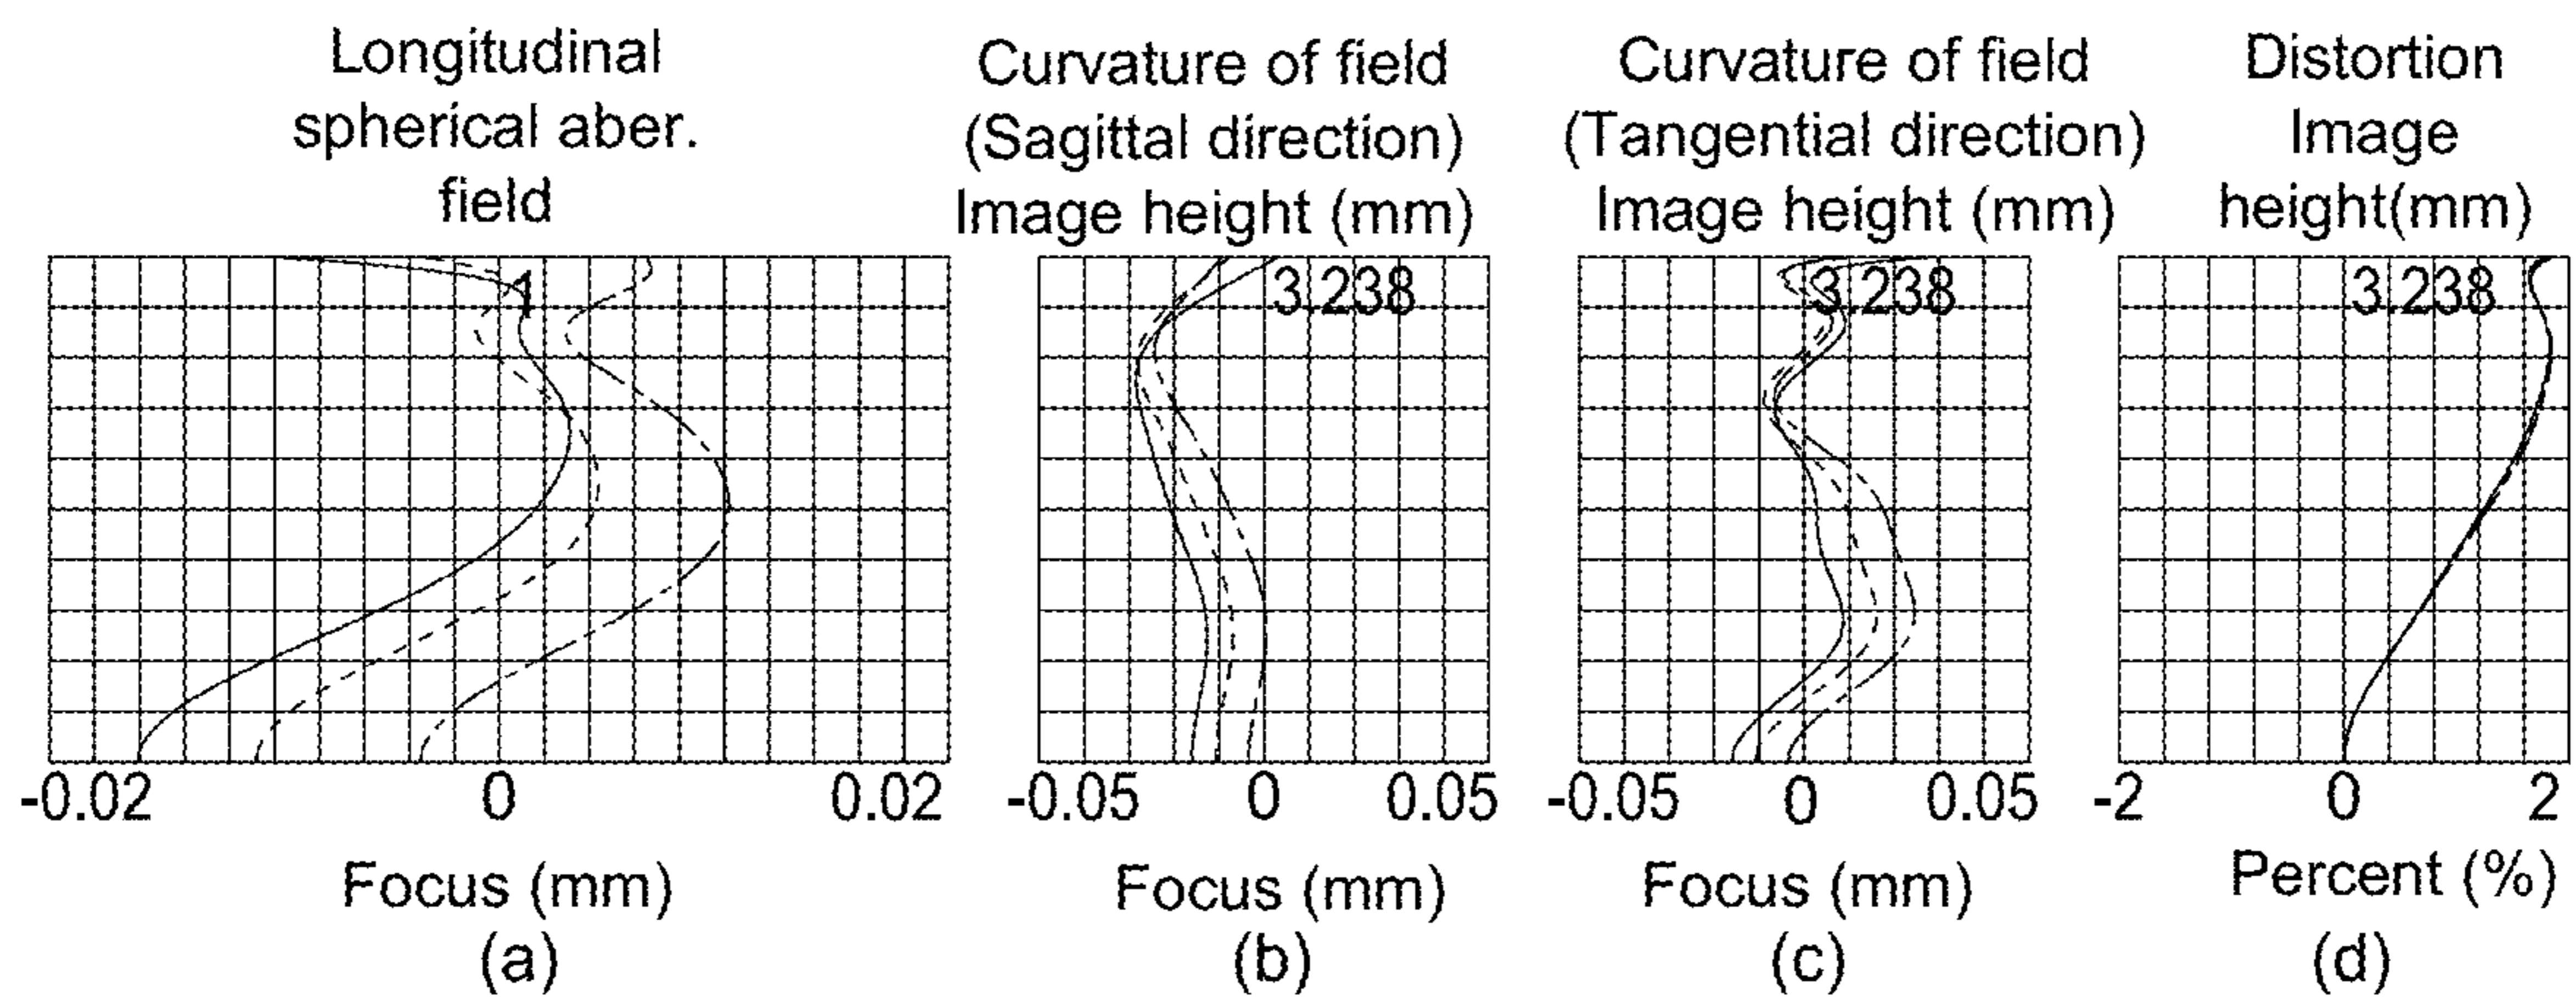 Longitudinal
spherical aber.
field
1
-0.02 0 0.02
Focus (mm)
(a)
Curvature of field
(Sagittal direction)
Image height (mm)
3.238
-0.05 0 0.05
Focus (mm)
(b)
Curvature of field
(Tangential direction)
Image height (mm)
3.238
-0.05 0 0.05
Focus (mm)
(c)
Distortion
Image
height(mm)
3.238
-2 0 2
Percent (%)
(d)